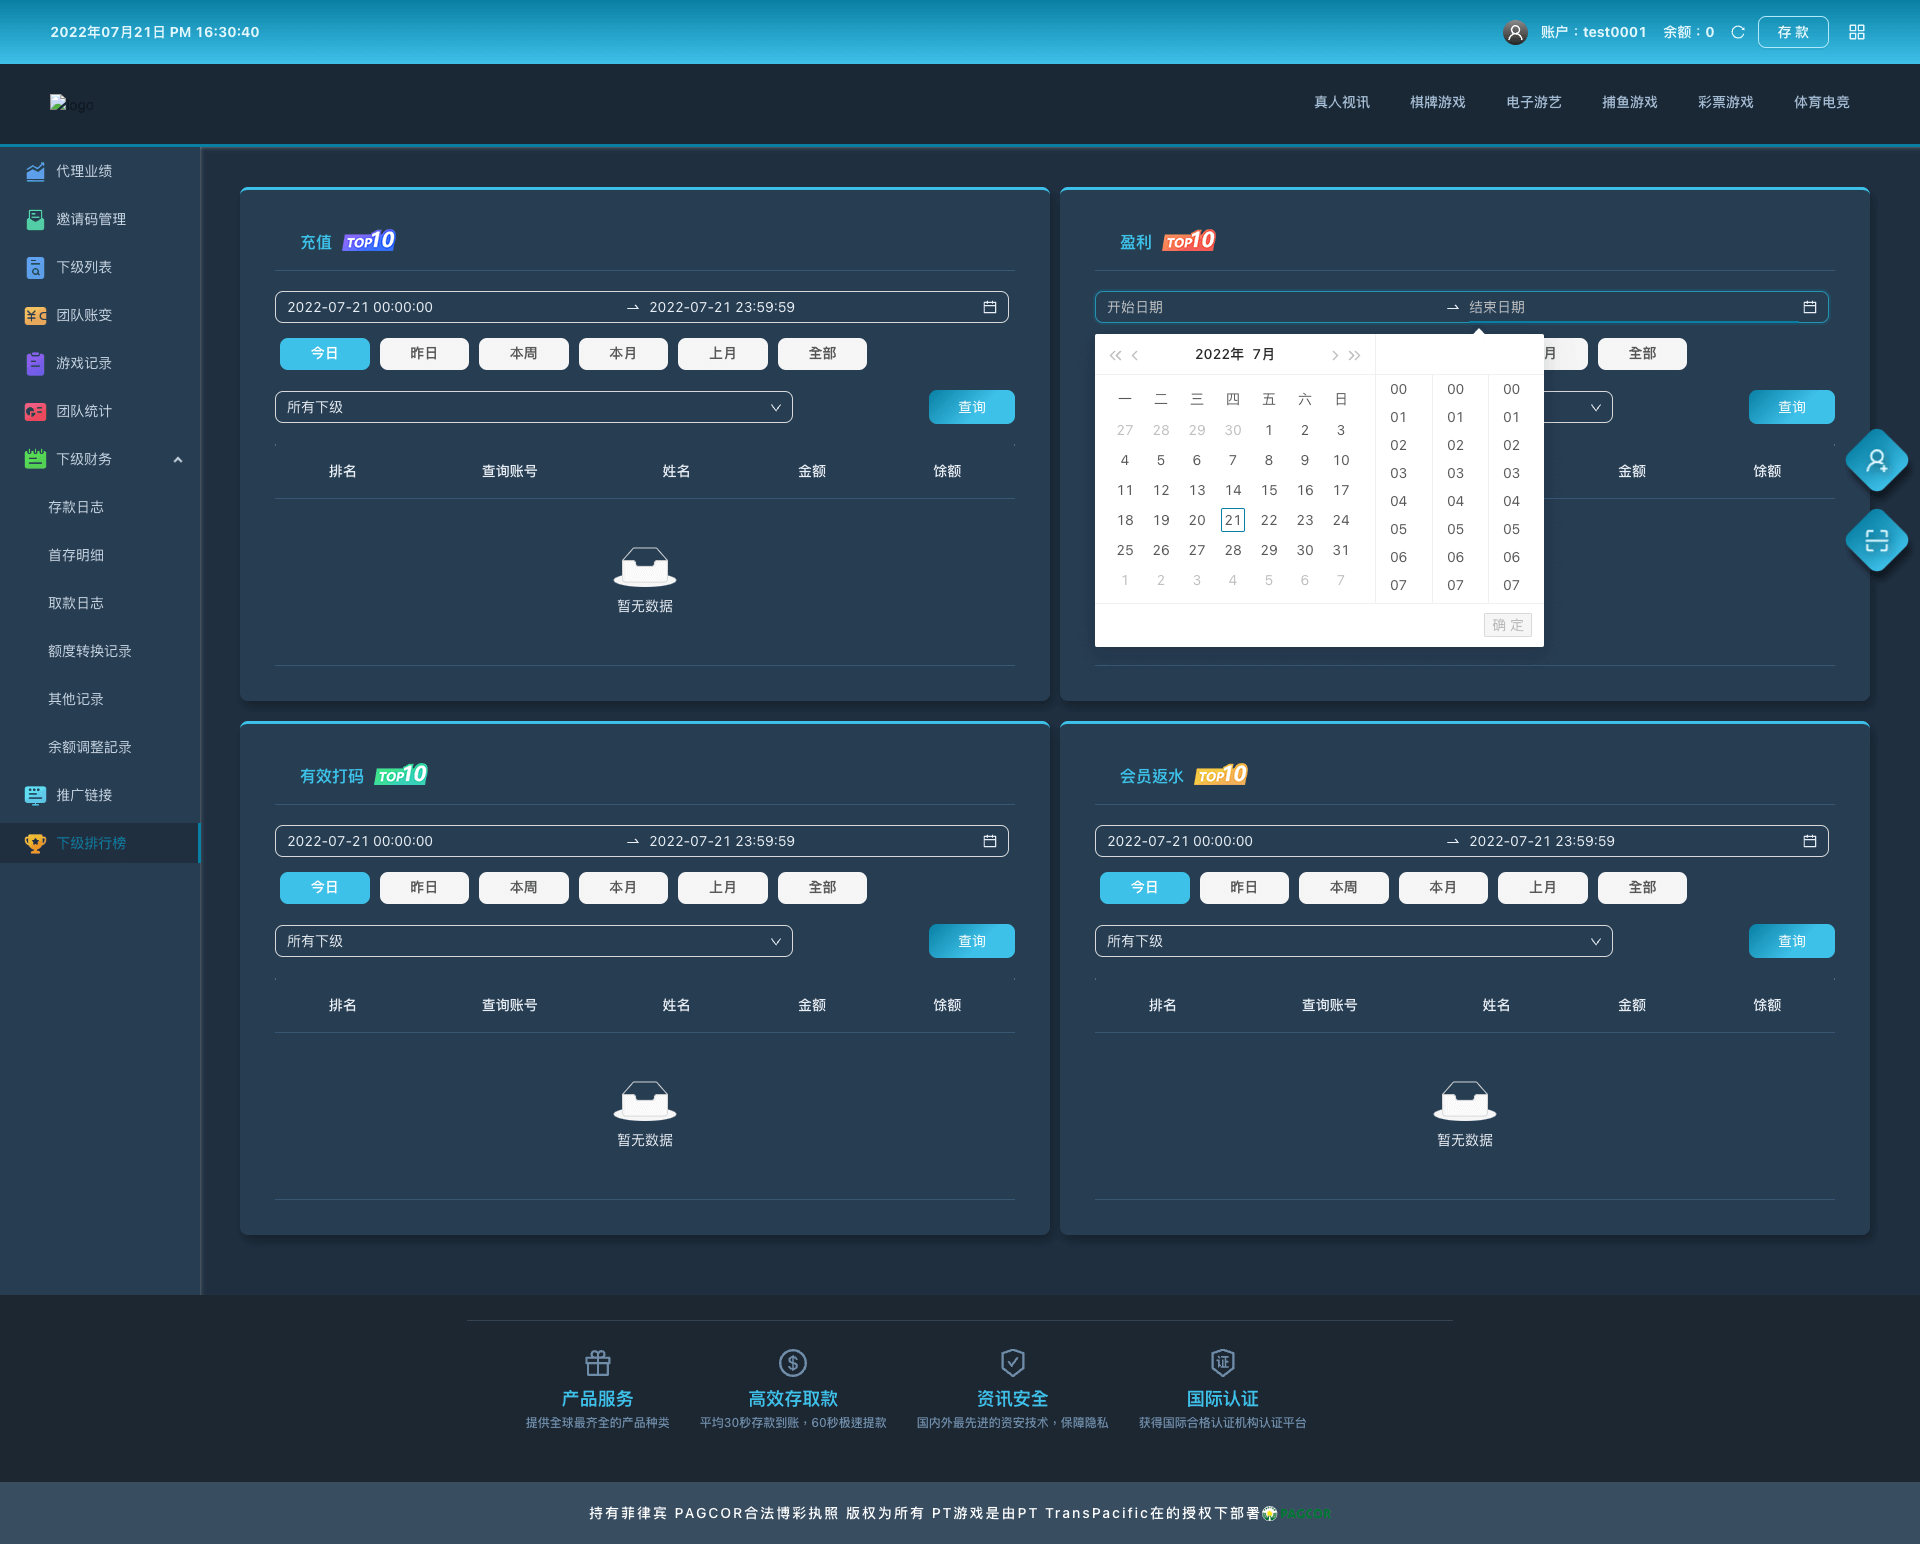 2022年07月21日 PM 16:30:40
账户：test0001 余额：0 存 款
logo
真人视讯 棋牌游戏 电子游艺 捕鱼游戏 彩票游戏 体育电竞
代理业绩
邀请码管理
下级列表
团队账变
游戏记录
团队统计
下级财务
存款日志
首存明细
取款日志
额度转换记录
其他记录
余额调整記录
推广链接
下级排行榜
充值 TOP10
2022-07-21 00:00:00 2022-07-21 23:59:59
今日 昨日 本周 本月 上月 全部
所有下级 查询
排名 查询账号 姓名 金额 馀额
暂无数据
盈利 TOP10
开始日期 结束日期
月 全部
查询
金额 馀额
2022年 7月
一 二 三 四 五 六 日
27 28 29 30 1 2 3
4 5 6 7 8 9 10
11 12 13 14 15 16 17
18 19 20 21 22 23 24
25 26 27 28 29 30 31
1 2 3 4 5 6 7
00 00 00
01 01 01
02 02 02
03 03 03
04 04 04
05 05 05
06 06 06
07 07 07
确 定
有效打码 TOP10
2022-07-21 00:00:00 2022-07-21 23:59:59
今日 昨日 本周 本月 上月 全部
所有下级 查询
排名 查询账号 姓名 金额 馀额
暂无数据
会员返水 TOP10
2022-07-21 00:00:00 2022-07-21 23:59:59
今日 昨日 本周 本月 上月 全部
所有下级 查询
排名 查询账号 姓名 金额 馀额
暂无数据
证
产品服务 高效存取款 资讯安全 国际认证
提供全球最齐全的产品种类 平均30秒存款到账，60秒极速提款 国内外最先进的资安技术，保障隐私 获得国际合格认证机构认证平台
持有菲律宾 PAGCOR合法博彩执照 版权为所有 PT游戏是由PT TransPacific在的授权下部署